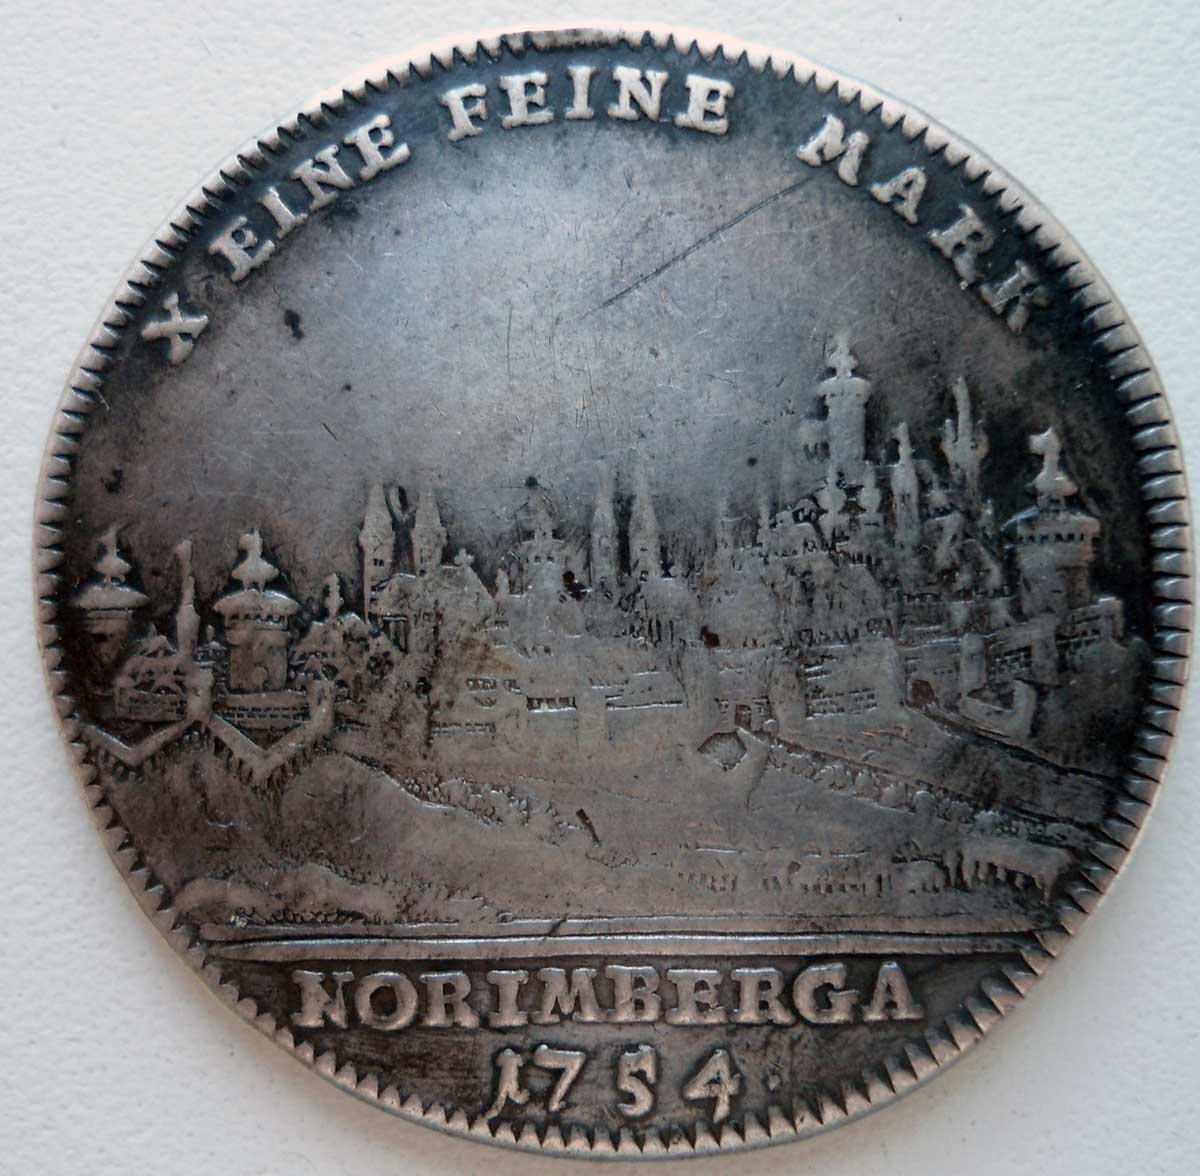 X EINE FEINE MARK
NORIMBERGA
1754.